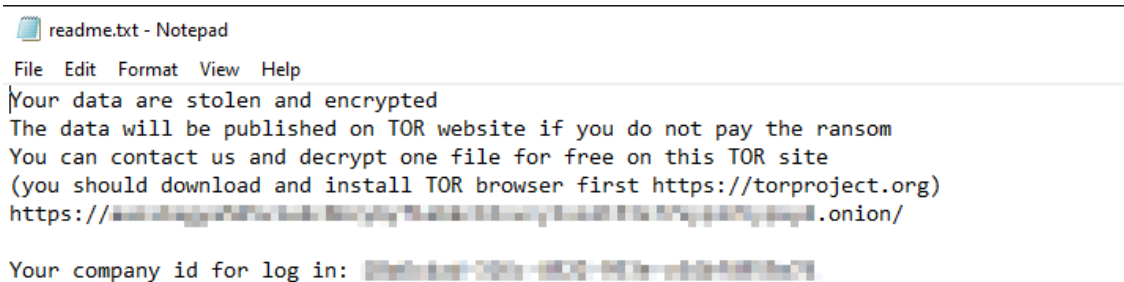 readme.txt - Notepad
File Edit Format View Help
Your data are stolen and encrypted
The data will be published on TOR website if you do not pay the ransom
You can contact us and decrypt one file for free on this TOR site
(you should download and install TOR browser first https://torproject.org)
https:// .onion/
Your company id for log in: